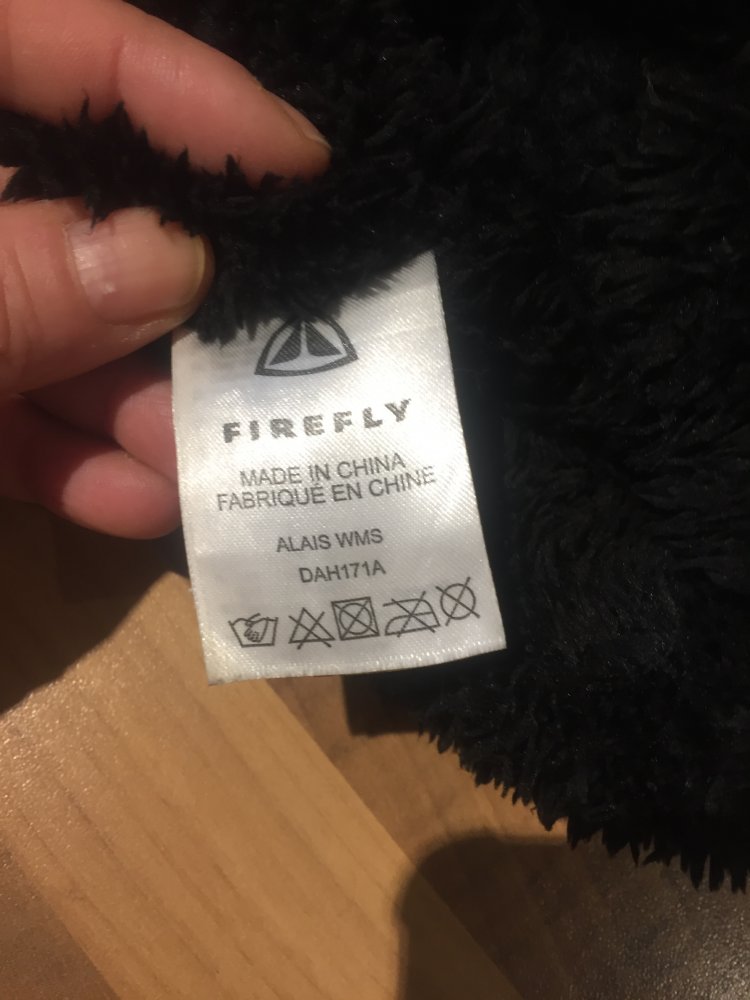 FIREFLY
MADE IN CHINA
FABRIQUÉ EN CHINE
ALAIS WMS
DAH171A